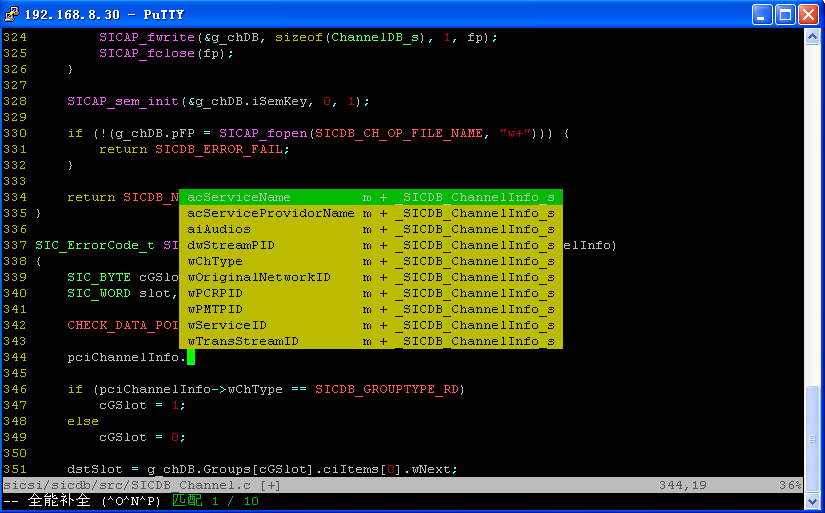 192.168.8.30 - PuTTY
324         SICAP_fwrite(&g_chDB, sizeof(ChannelDB_s), 1, fp);
325         SICAP_fclose(fp);
326     }
327
328     SICAP_sem_init(&g_chDB.iSemKey, 0, 1);
329
330     if (!(g_chDB.pFP = SICAP_fopen(SICDB_CH_OP_FILE_NAME, "w+"))) {
331         return SICDB_ERROR_FAIL;
332     }
333
334     return SICDB_N acServiceName         m + _SICDB_ChannelInfo_s
335 }              acServiceProvidorName m + _SICDB_ChannelInfo_s
336                aiAudios              m + _SICDB_ChannelInfo_s
337 SIC_ErrorCode_t SI dwStreamPID           m + _SICDB_ChannelInfo_s elInfo)
338 {              wChType               m + _SICDB_ChannelInfo_s
339     SIC_BYTE cGSlo wOriginalNetworkID    m + _SICDB_ChannelInfo_s
340     SIC_WORD slot, wPCRPID               m + _SICDB_ChannelInfo_s
341                wPMTPID               m + _SICDB_ChannelInfo_s
342     CHECK_DATA_POI wServiceID            m + _SICDB_ChannelInfo_s
343                wTransStreamID        m + _SICDB_ChannelInfo_s
344     pciChannelInfo.
345
346     if (pciChannelInfo->wChType == SICDB_GROUPTYPE_RD)
347         cGSlot = 1;
348     else
349         cGSlot = 0;
350
351     dstSlot = g_chDB.Groups[cGSlot].ciItems[0].wNext;
sicsi/sicdb/src/SICDB_Channel.c [+] 344,19 36%
-- 全能补全 (^O^N^P) 匹配 1 / 10